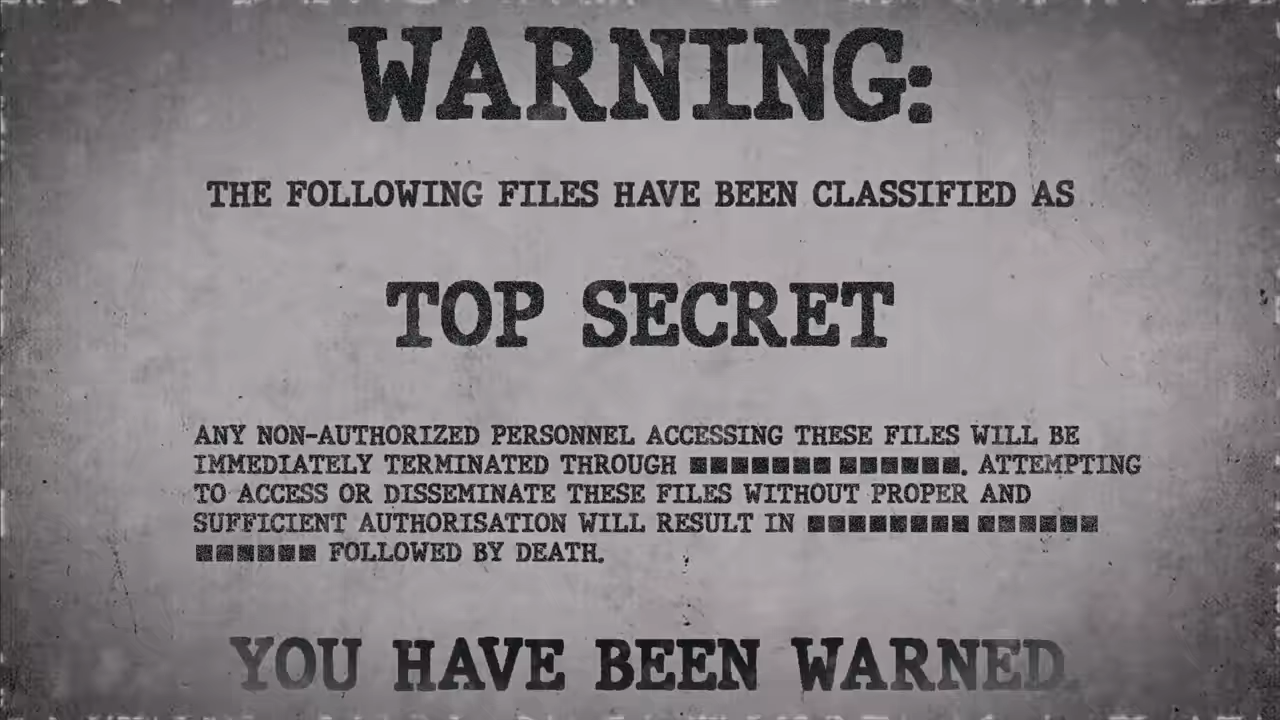 WARNING:
THE FOLLOWING FILES HAVE BEEN CLASSIFIED AS
TOP SECRET
ANY NON-AUTHORIZED PERSONNEL ACCESSING THESE FILES WILL BE
IMMEDIATELY TERMINATED THROUGH ■■■■■■■ ■■■■■■. ATTEMPTING
TO ACCESS OR DISSEMINATE THESE FILES WITHOUT PROPER AND
SUFFICIENT AUTHORISATION WILL RESULT IN ■■■■■■■■ ■■■■■■
■■■■■■ FOLLOWED BY DEATH.
YOU HAVE BEEN WARNED.